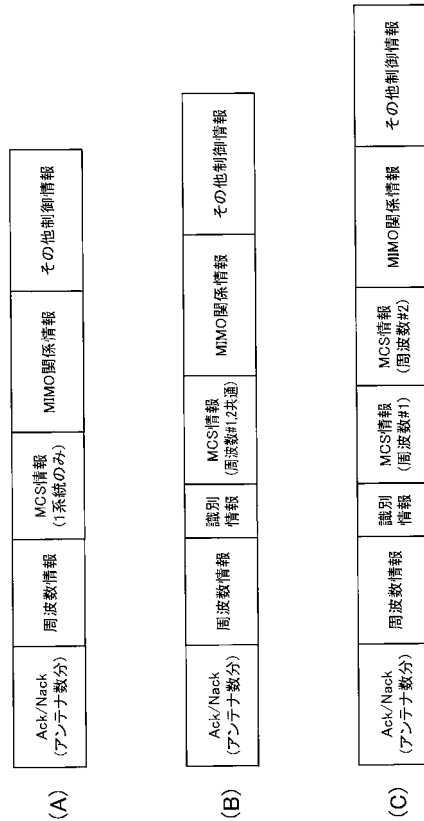 (A)
Ack/Nack
(アンテナ数分)
周波数情報
MCS情報
(1系統のみ)
MIMO関係情報
その他制御情報
(B)
Ack/Nack
(アンテナ数分)
周波数情報
識別
情報
MCS情報
(周波数#1,2共通)
MIMO関係情報
その他制御情報
(C)
Ack/Nack
(アンテナ数分)
周波数情報
識別
情報
MCS情報
(周波数#1)
MCS情報
(周波数#2)
MIMO関係情報
その他制御情報